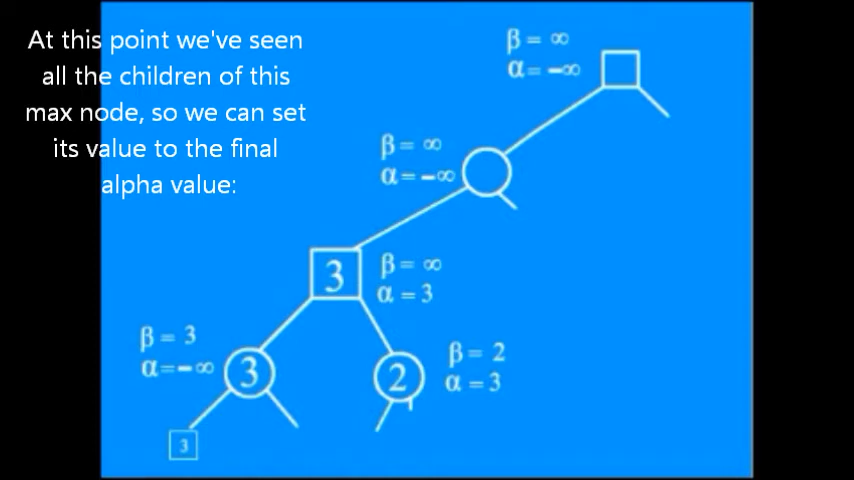 At this point we've seen
all the children of this
max node, so we can set
its value to the final
alpha value:
β = ∞
α = -∞
β = ∞
α = -∞
3
β = ∞
α = 3
β = 3
α = -∞
3
2
β = 2
α = 3
3